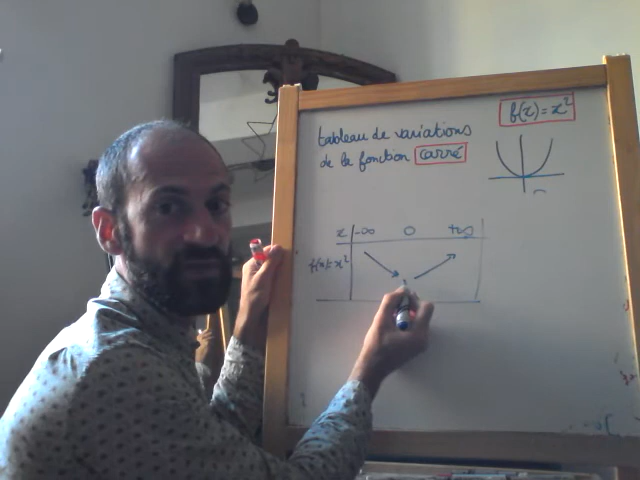 f(x) = x²
tableau de variations
de la fonction carré
x -∞ 0 +∞
f(x)=x²